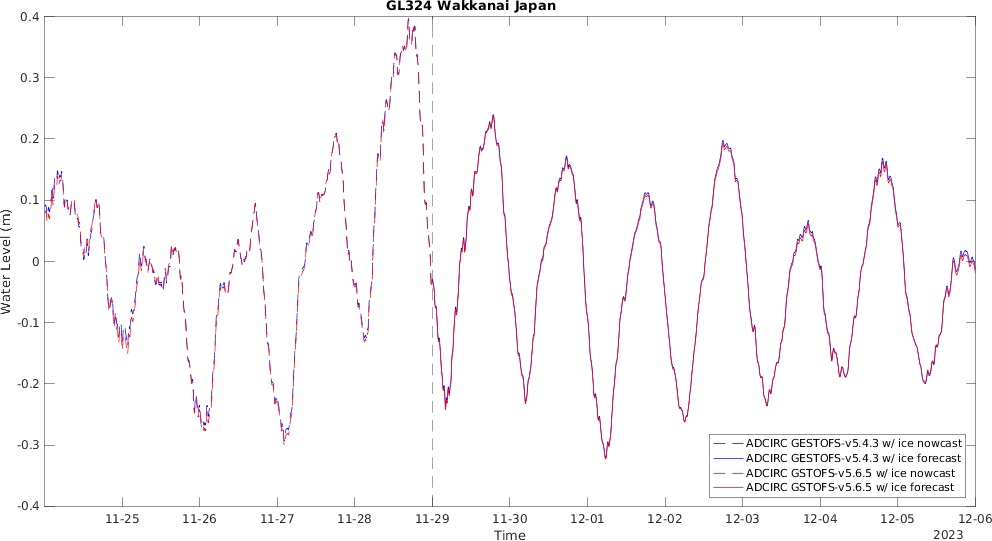 GL324 Wakkanai Japan
Water Level (m)
0.4
0.3
0.2
0.1
0
-0.1
-0.2
-0.3
-0.4
ADCIRC GESTOFS-v5.4.3 w/ ice nowcast
ADCIRC GESTOFS-v5.4.3 w/ ice forecast
ADCIRC GSTOFS-v5.6.5 w/ ice nowcast
ADCIRC GSTOFS-v5.6.5 w/ ice forecast
11-25 11-26 11-27 11-28 11-29 11-30 12-01 12-02 12-03 12-04 12-05 12-06
Time
2023